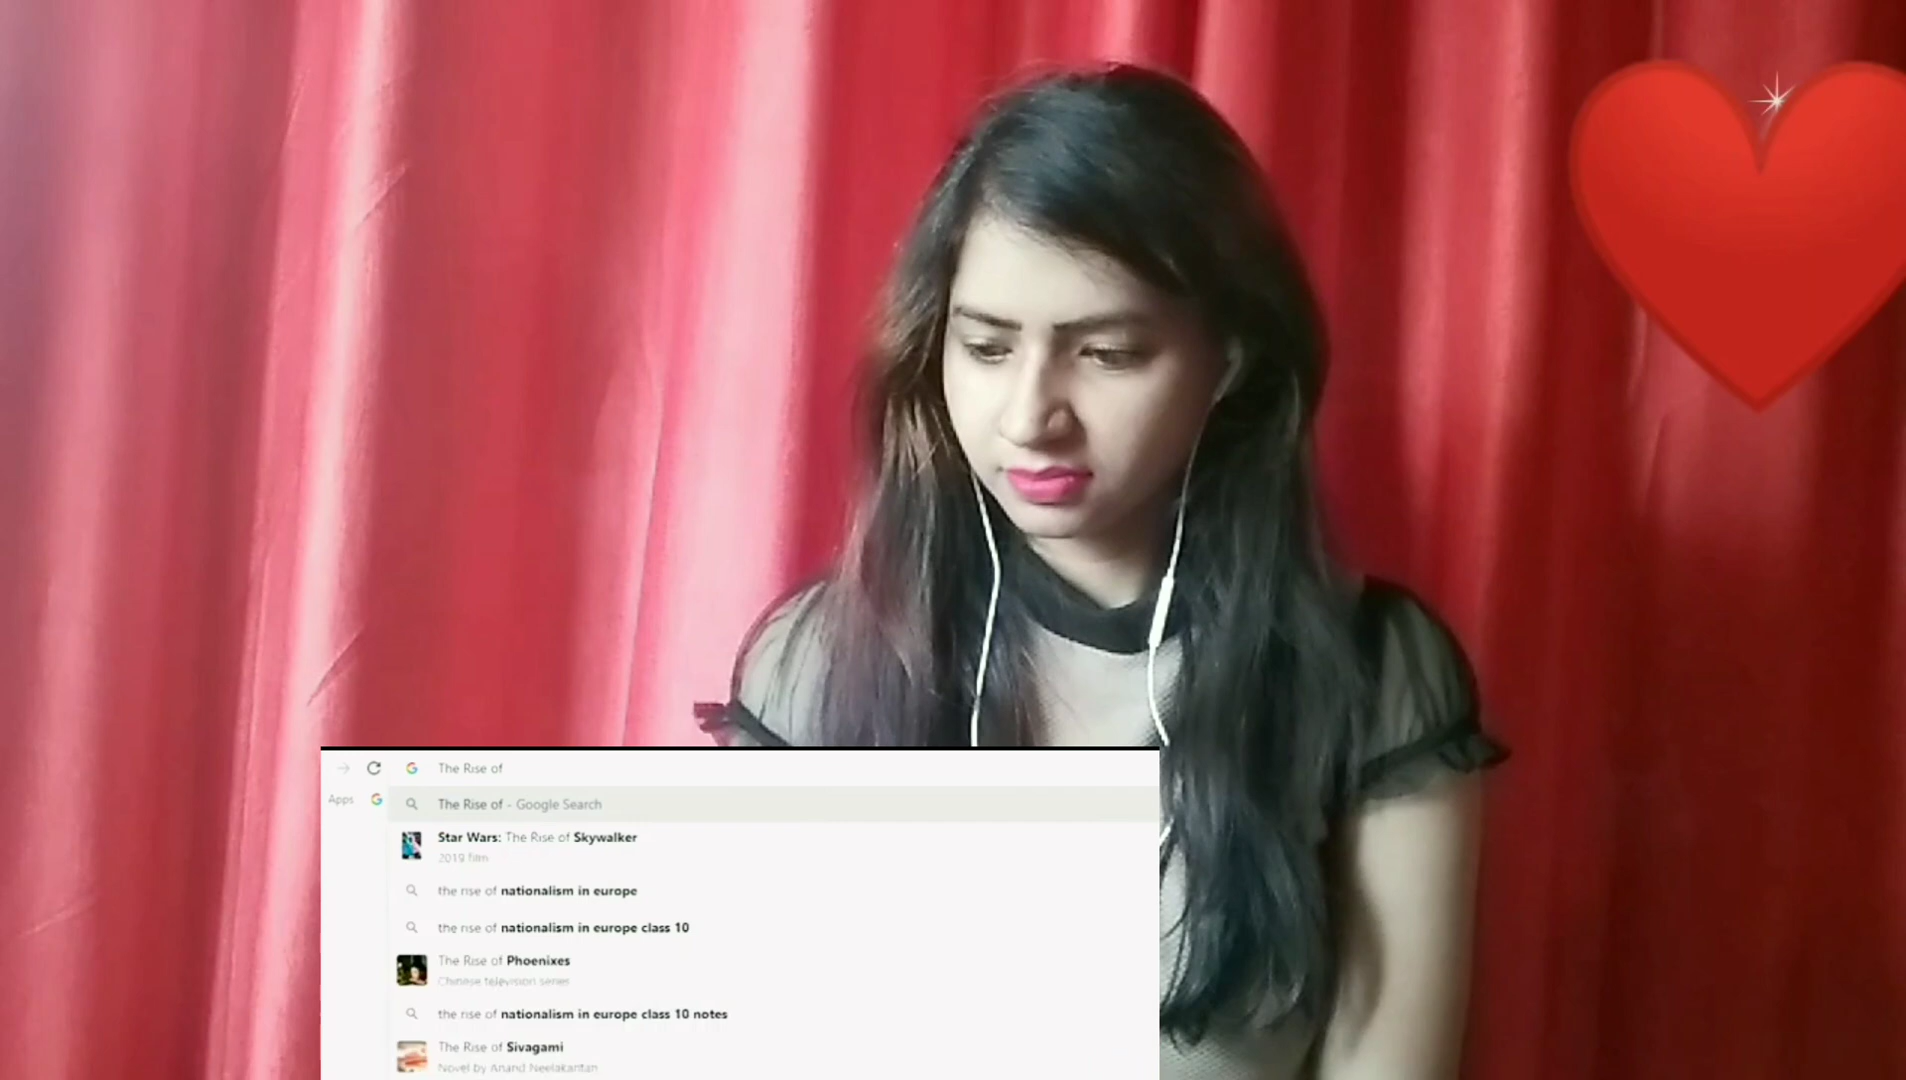 The Rise of
Apps
The Rise of - Google Search
Star Wars: The Rise of Skywalker
2019 film
the rise of nationalism in europe
the rise of nationalism in europe class 10
The Rise of Phoenixes
Chinese television series
the rise of nationalism in europe class 10 notes
The Rise of Sivagami
Novel by Anand Neelakantan